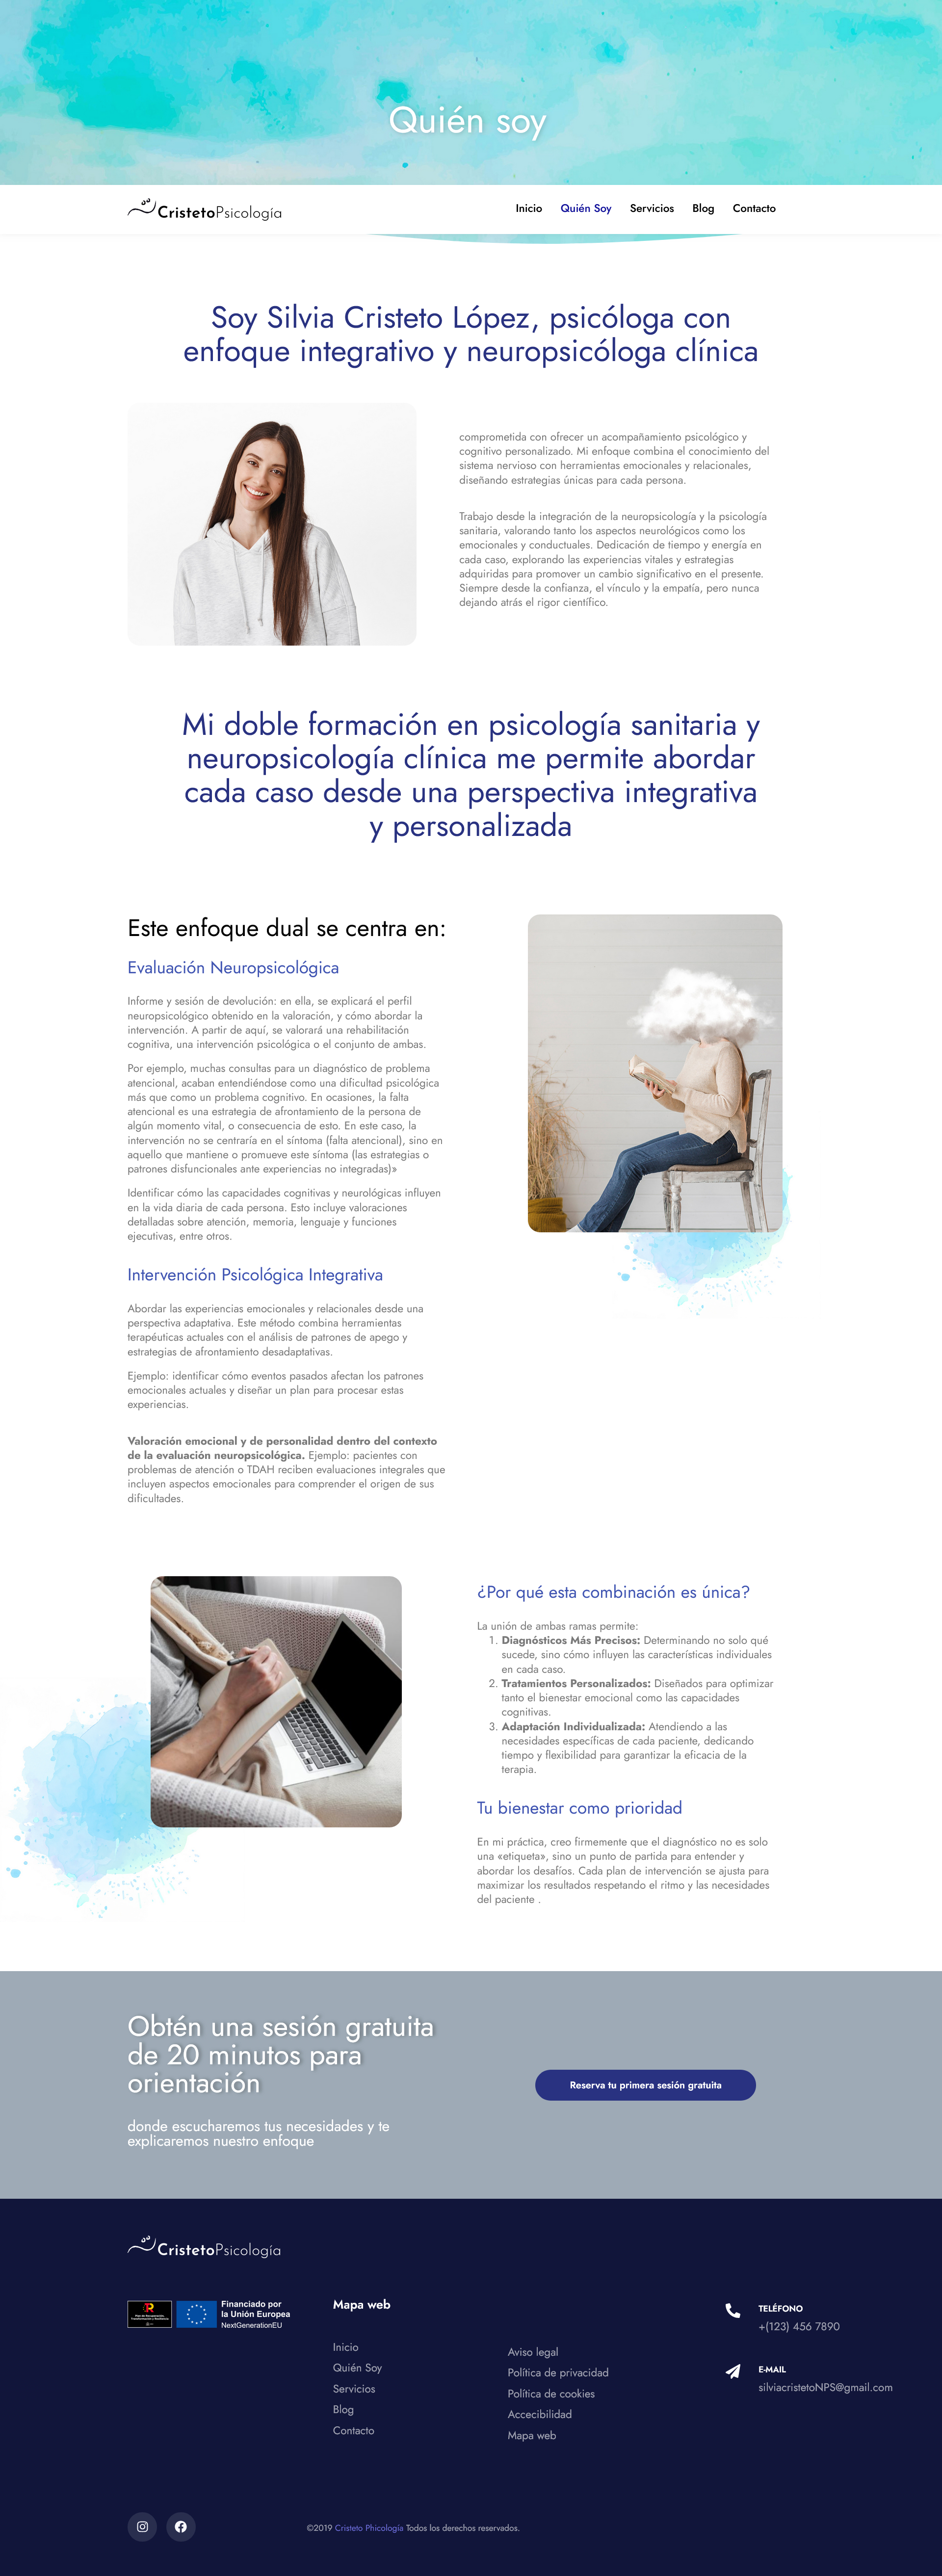 Quién soy
CristetoPsicología
Inicio Quién Soy Servicios Blog Contacto
Soy Silvia Cristeto López, psicóloga con
enfoque integrativo y neuropsicóloga clínica
comprometida con ofrecer un acompañamiento psicológico y
cognitivo personalizado. Mi enfoque combina el conocimiento del
sistema nervioso con herramientas emocionales y relacionales,
diseñando estrategias únicas para cada persona.
Trabajo desde la integración de la neuropsicología y la psicología
sanitaria, valorando tanto los aspectos neurológicos como los
emocionales y conductuales. Dedicación de tiempo y energía en
cada caso, explorando las experiencias vitales y estrategias
adquiridas para promover un cambio significativo en el presente.
Siempre desde la confianza, el vínculo y la empatía, pero nunca
dejando atrás el rigor científico.
Mi doble formación en psicología sanitaria y
neuropsicología clínica me permite abordar
cada caso desde una perspectiva integrativa
y personalizada
Este enfoque dual se centra en:
Evaluación Neuropsicológica
Informe y sesión de devolución: en ella, se explicará el perfil
neuropsicológico obtenido en la valoración, y cómo abordar la
intervención. A partir de aquí, se valorará una rehabilitación
cognitiva, una intervención psicológica o el conjunto de ambas.
Por ejemplo, muchas consultas para un diagnóstico de problema
atencional, acaban entendiéndose como una dificultad psicológica
más que como un problema cognitivo. En ocasiones, la falta
atencional es una estrategia de afrontamiento de la persona de
algún momento vital, o consecuencia de esto. En este caso, la
intervención no se centraría en el síntoma (falta atencional), sino en
aquello que mantiene o promueve este síntoma (las estrategias o
patrones disfuncionales ante experiencias no integradas)»
Identificar cómo las capacidades cognitivas y neurológicas influyen
en la vida diaria de cada persona. Esto incluye valoraciones
detalladas sobre atención, memoria, lenguaje y funciones
ejecutivas, entre otros.
Intervención Psicológica Integrativa
Abordar las experiencias emocionales y relacionales desde una
perspectiva adaptativa. Este método combina herramientas
terapéuticas actuales con el análisis de patrones de apego y
estrategias de afrontamiento desadaptativas.
Ejemplo: identificar cómo eventos pasados afectan los patrones
emocionales actuales y diseñar un plan para procesar estas
experiencias.
Valoración emocional y de personalidad dentro del contexto
de la evaluación neuropsicológica. Ejemplo: pacientes con
problemas de atención o TDAH reciben evaluaciones integrales que
incluyen aspectos emocionales para comprender el origen de sus
dificultades.
¿Por qué esta combinación es única?
La unión de ambas ramas permite:
1. Diagnósticos Más Precisos: Determinando no solo qué
sucede, sino cómo influyen las características individuales
en cada caso.
2. Tratamientos Personalizados: Diseñados para optimizar
tanto el bienestar emocional como las capacidades
cognitivas.
3. Adaptación Individualizada: Atendiendo a las
necesidades específicas de cada paciente, dedicando
tiempo y flexibilidad para garantizar la eficacia de la
terapia.
Tu bienestar como prioridad
En mi práctica, creo firmemente que el diagnóstico no es solo
una «etiqueta», sino un punto de partida para entender y
abordar los desafíos. Cada plan de intervención se ajusta para
maximizar los resultados respetando el ritmo y las necesidades
del paciente .
Obtén una sesión gratuita
de 20 minutos para
orientación
donde escucharemos tus necesidades y te
explicaremos nuestro enfoque
Reserva tu primera sesión gratuita
CristetoPsicología
Financiado por
la Unión Europea
NextGenerationEU
Mapa web
Inicio
Quién Soy
Servicios
Blog
Contacto
Aviso legal
Política de privacidad
Política de cookies
Accecibilidad
Mapa web
TELÉFONO
+(123) 456 7890
E-MAIL
silviacristetoNPS@gmail.com
©2019 Cristeto Phicología Todos los derechos reservados.